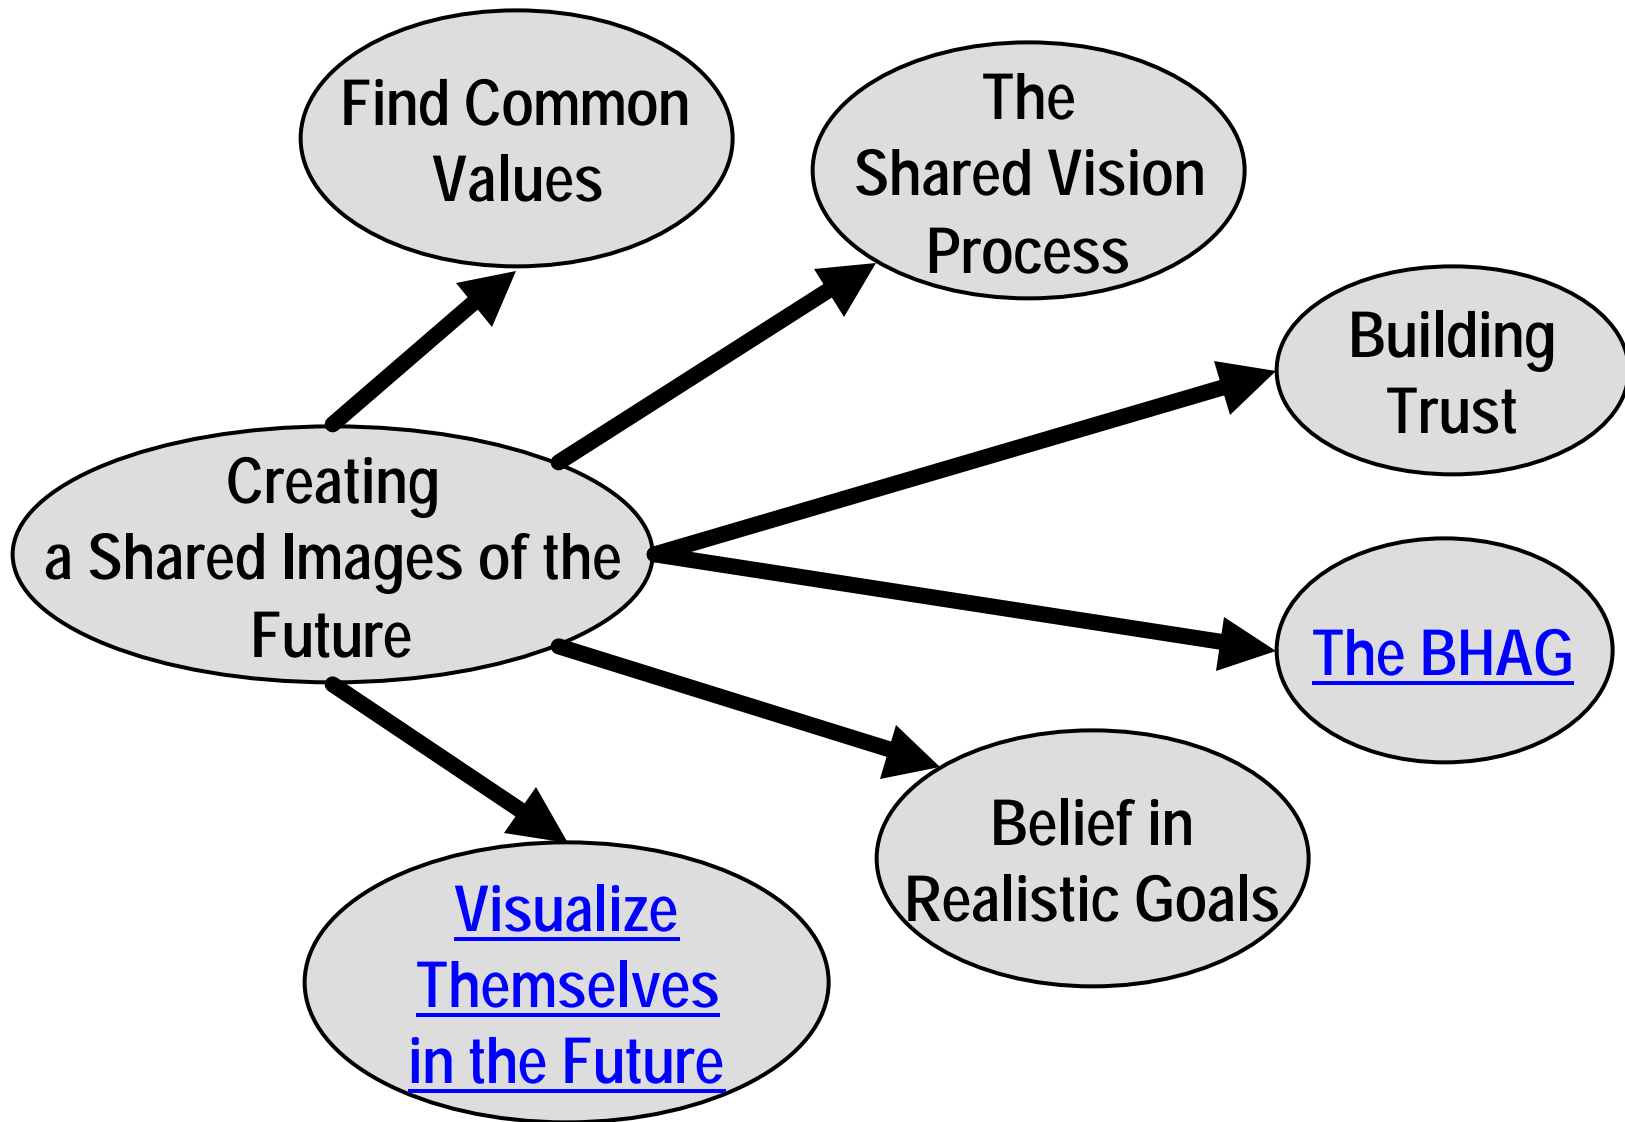 Find Common
Values
The
Shared Vision
Process
Building
Trust
Creating
a Shared Images of the
Future
The BHAG
Belief in
Realistic Goals
Visualize
Themselves
in the Future